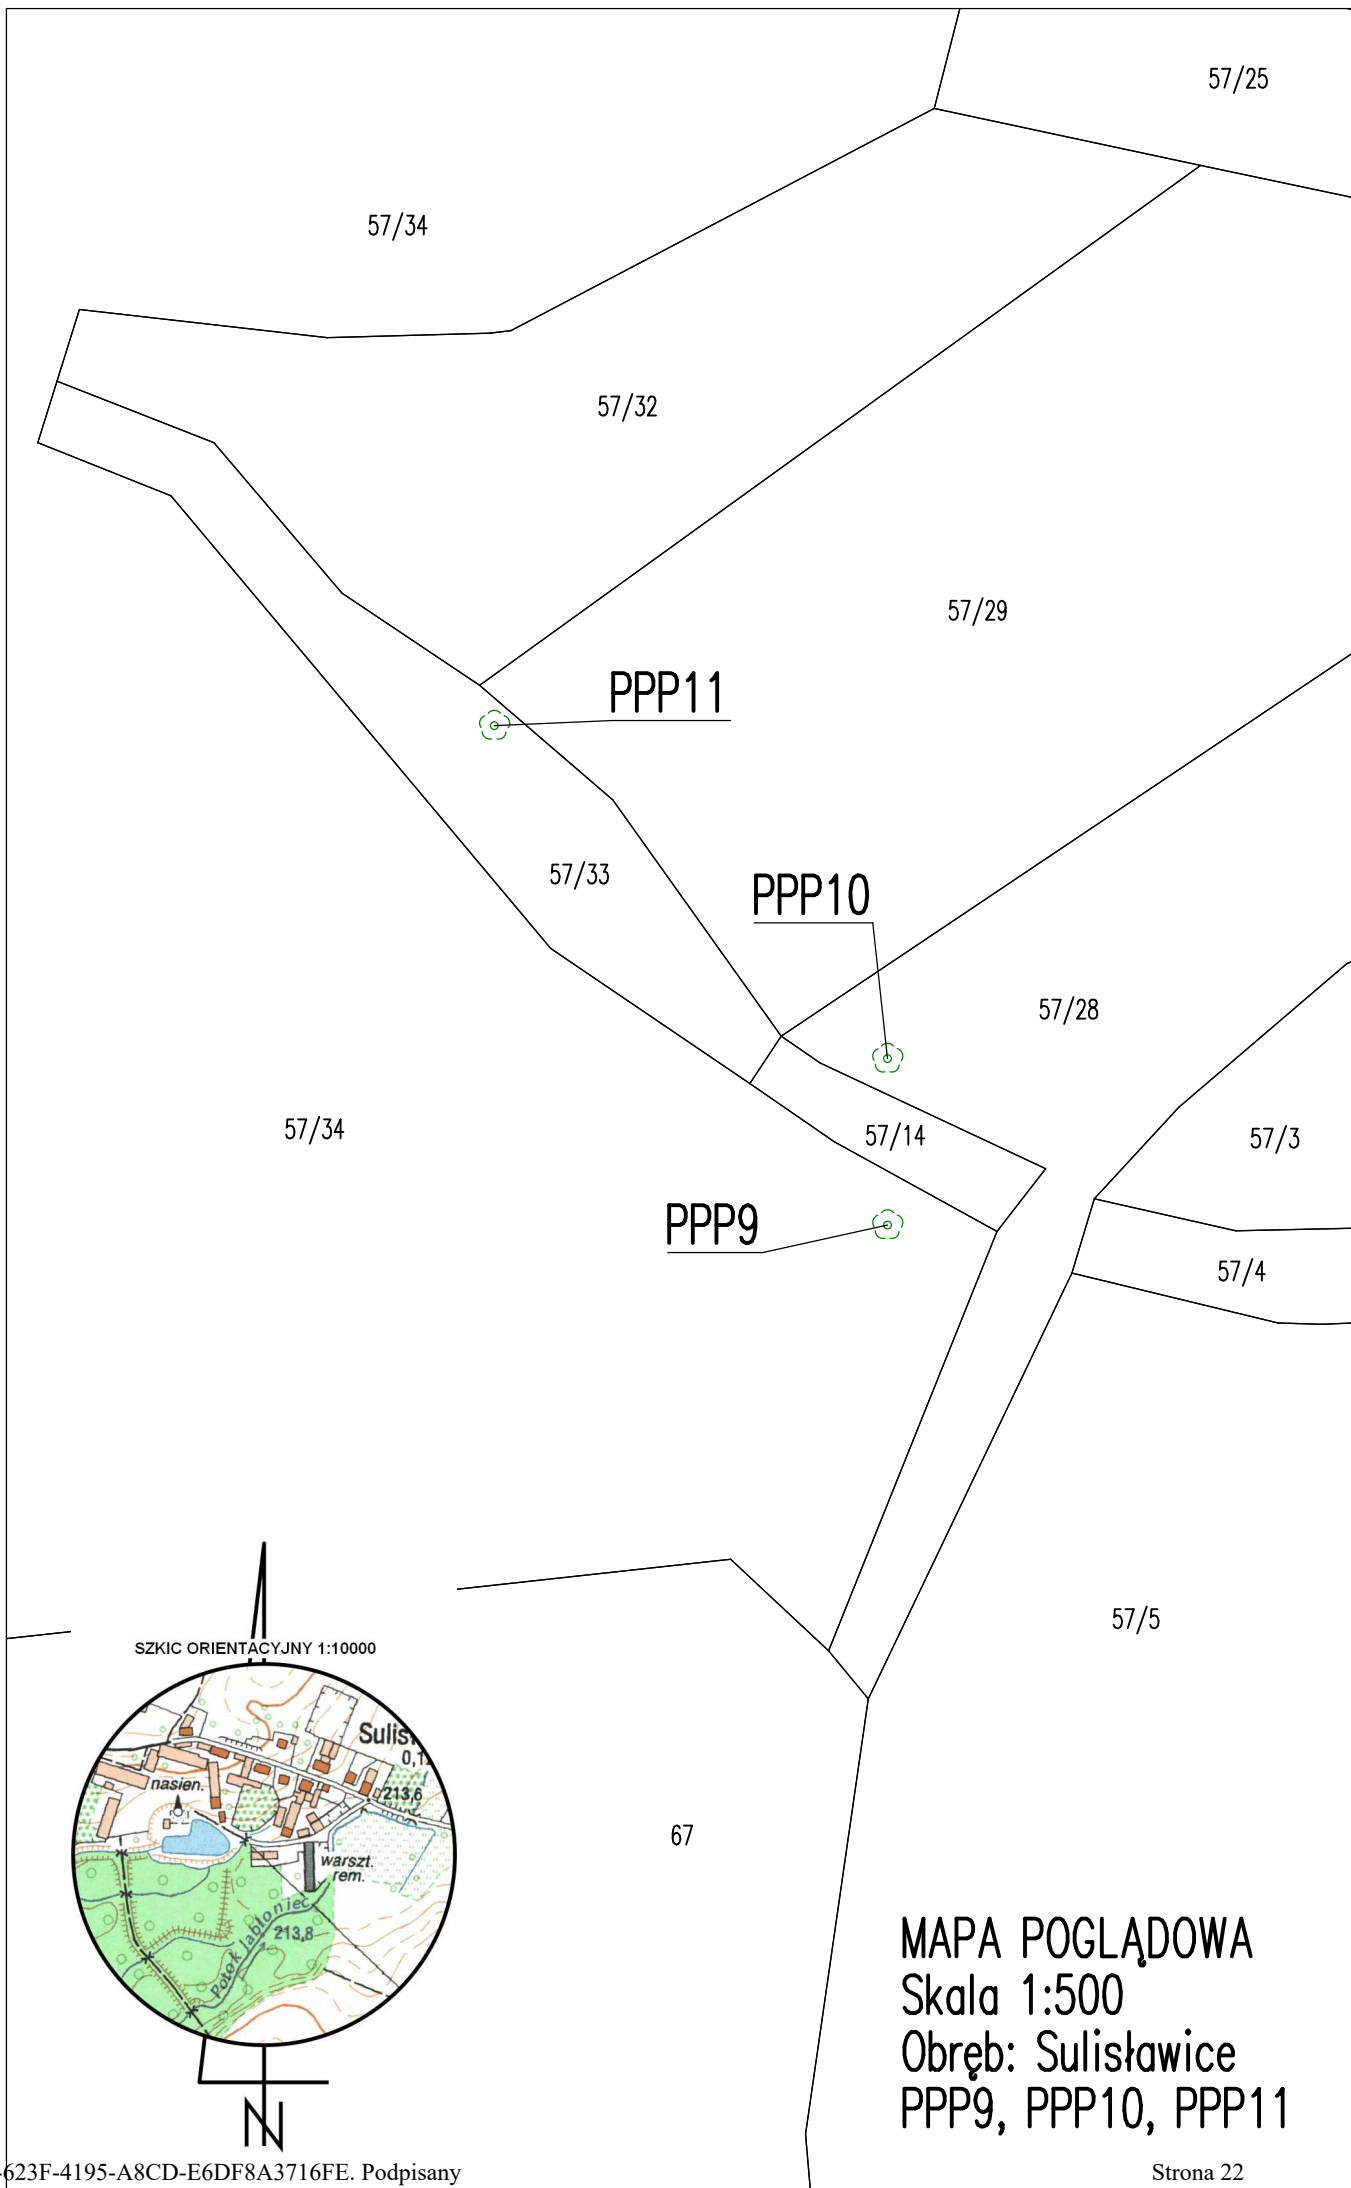 57/25
57/34
57/32
57/29
PPP11
57/33
PPP10
57/28
57/34
57/14
57/3
PPP9
57/4
57/5
SZKIC ORIENTACYJNY 1:10000
nasien.
213,6
warszt.
rem.
Potok Jabłoniec
213,8
67
MAPA POGLĄDOWA
Skala 1:500
Obręb: Sulisławice
PPP9, PPP10, PPP11
N
-623F-4195-A8CD-E6DF8A3716FE. Podpisany
Strona 22